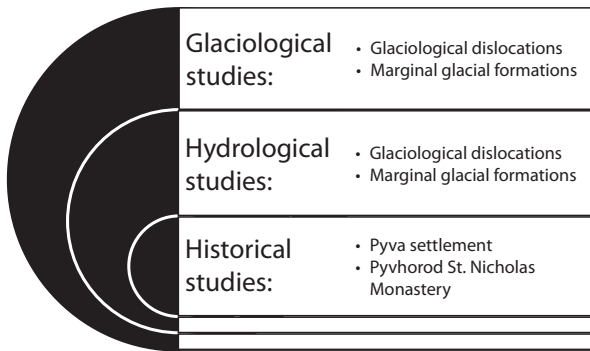 Glaciological
studies:
• Glaciological dislocations
• Marginal glacial formations
Hydrological
studies:
• Glaciological dislocations
• Marginal glacial formations
Historical
studies:
• Pyva settlement
• Pyvhorod St. Nicholas
Monastery